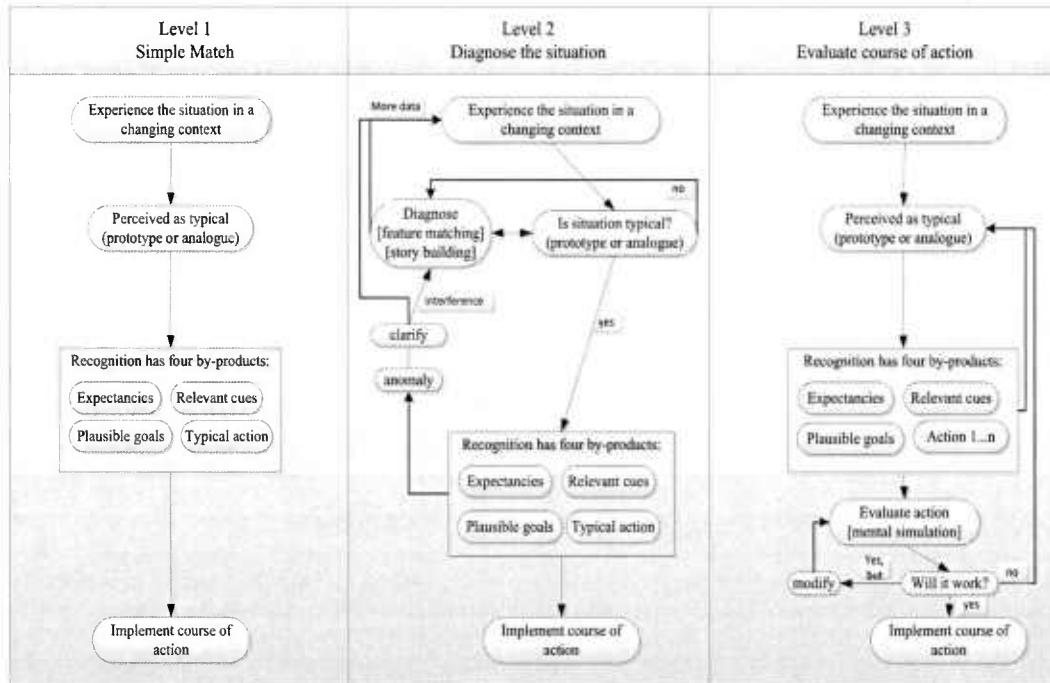 Level 1
Simple Match
Experience the situation in a
changing context
Perceived as typical
(prototype or analogue)
Recognition has four by-products:
Expectancies
Relevant cues
Plausible goals
Typical action
Implement course of
action
Level 2
Diagnose the situation
More data
Experience the situation in a
changing context
no
Diagnose
[feature matching]
[story building]
Is situation typical?
(prototype or analogue)
interference
yes
clarify
anomaly
Recognition has four by-products:
Expectancies
Relevant cues
Plausible goals
Typical action
Implement course of
action
Level 3
Evaluate course of action
Experience the situation in a
changing context
Perceived as typical
(prototype or analogue)
Recognition has four by-products:
Expectancies
Relevant cues
Plausible goals
Action 1...n
Evaluate action
[mental simulation]
Yes,
but
modify
Will it work?
no
yes
Implement course of
action